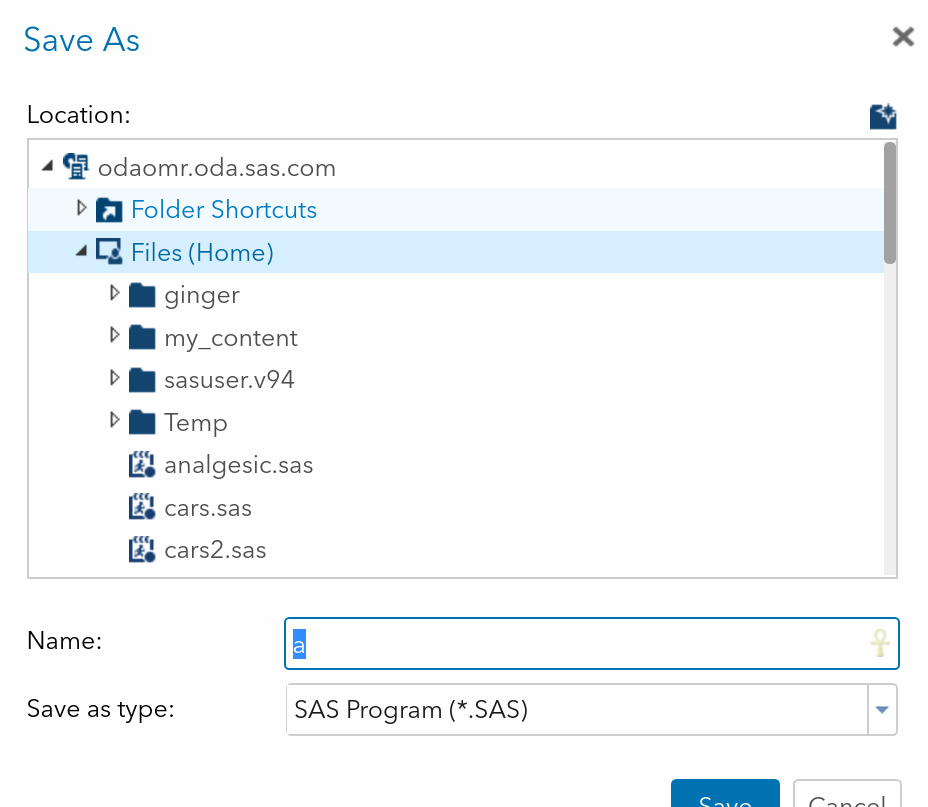 Save As
Location:
odaomr.oda.sas.com
Folder Shortcuts
Files (Home)
ginger
my_content
sasuser.v94
Temp
analgesic.sas
cars.sas
cars2.sas
Name:
a
Save as type:
SAS Program (*.SAS)
Save
Cancel